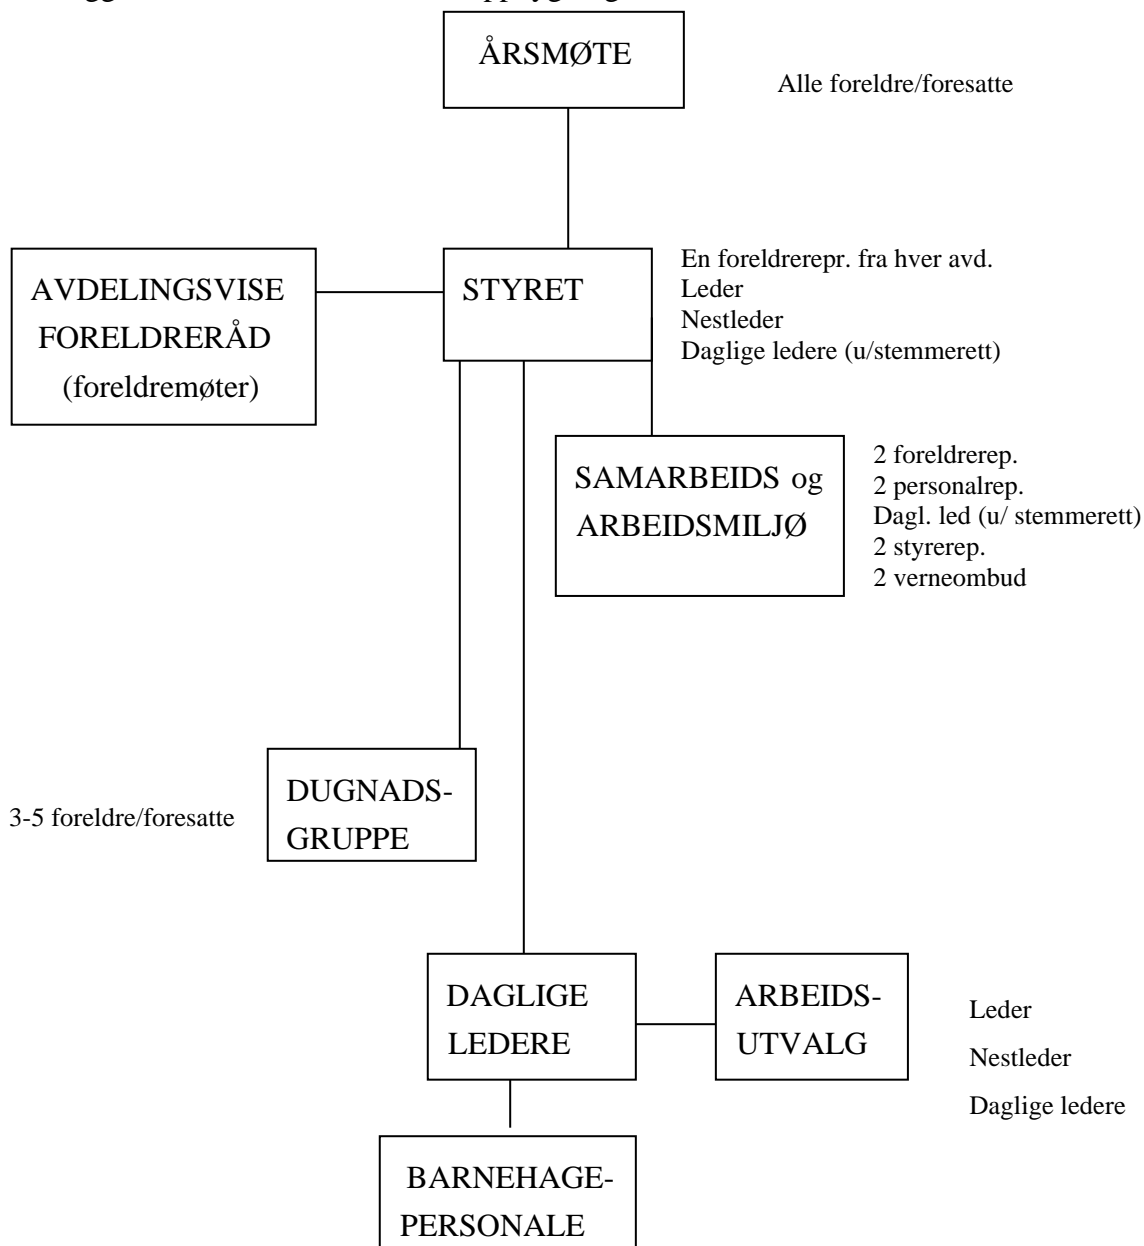 ÅRSMØTE
Alle foreldre/foresatte
AVDELINGSVISE
FORELDRERÅD
(foreldremøter)
STYRET
En foreldrerepr. fra hver avd.
Leder
Nestleder
Daglige ledere (u/stemmerett)
SAMARBEIDS og
ARBEIDSMILJØ
2 foreldrerep.
2 personalrep.
Dagl. led (u/ stemmerett)
2 styrerep.
2 verneombud
3-5 foreldre/foresatte
DUGNADS-
GRUPPE
DAGLIGE
LEDERE
ARBEIDS-
UTVALG
Leder
Nestleder
Daglige ledere
BARNEHAGE-
PERSONALE